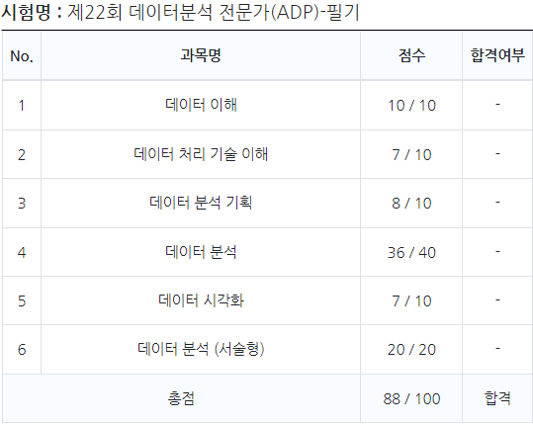 시험명 : 제22회 데이터분석 전문가(ADP)-필기
No. 과목명 점수 합격여부
1 데이터 이해 10 / 10 -
2 데이터 처리 기술 이해 7 / 10 -
3 데이터 분석 기획 8 / 10 -
4 데이터 분석 36 / 40 -
5 데이터 시각화 7 / 10 -
6 데이터 분석 (서술형) 20 / 20 -
총점 88 / 100 합격